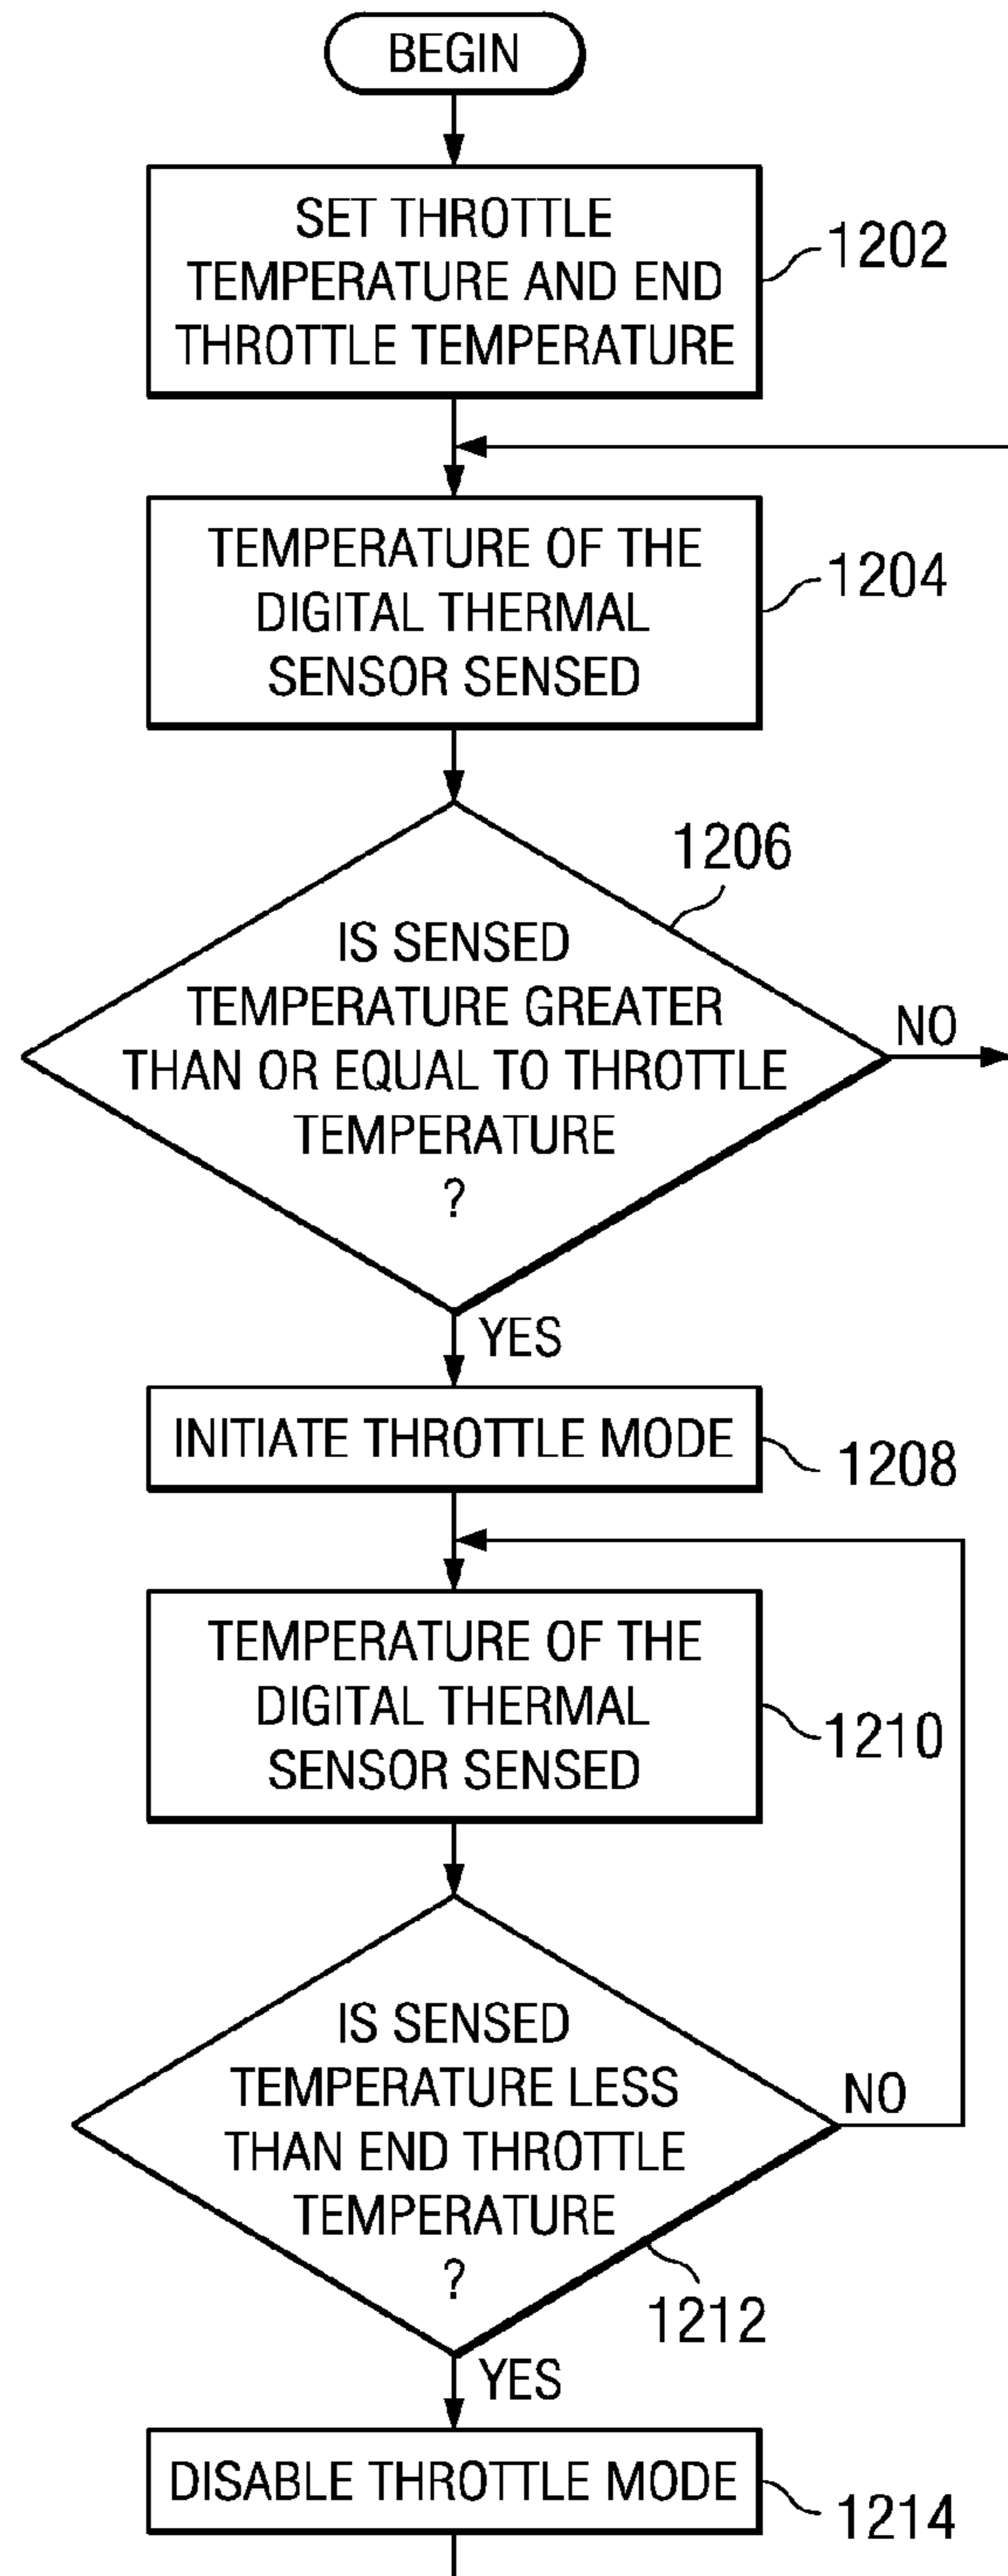 BEGIN
SET THROTTLE
TEMPERATURE AND END
THROTTLE TEMPERATURE
1202
TEMPERATURE OF THE
DIGITAL THERMAL
SENSOR SENSED
1204
1206
IS SENSED
TEMPERATURE GREATER
THAN OR EQUAL TO THROTTLE
TEMPERATURE
?
NO
YES
INITIATE THROTTLE MODE
1208
TEMPERATURE OF THE
DIGITAL THERMAL
SENSOR SENSED
1210
IS SENSED
TEMPERATURE LESS
THAN END THROTTLE
TEMPERATURE
?
NO
1212
YES
DISABLE THROTTLE MODE
1214